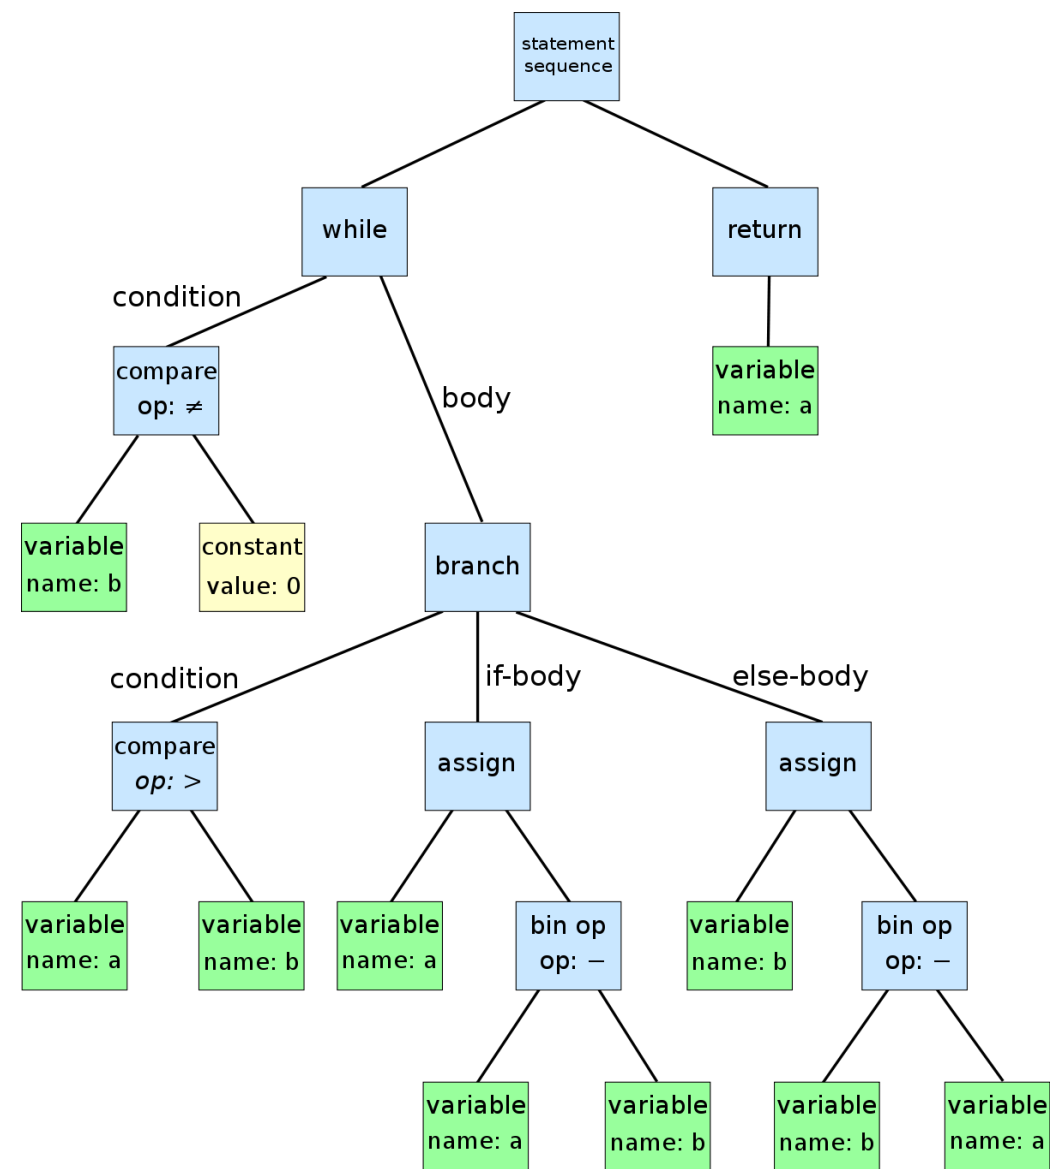 statement
sequence
while
return
condition
compare
op: ≠
body
variable
name: a
variable
name: b
constant
value: 0
branch
condition
if-body
else-body
compare
op: >
assign
assign
variable
name: a
variable
name: b
variable
name: a
bin op
op: −
variable
name: b
bin op
op: −
variable
name: a
variable
name: b
variable
name: b
variable
name: a